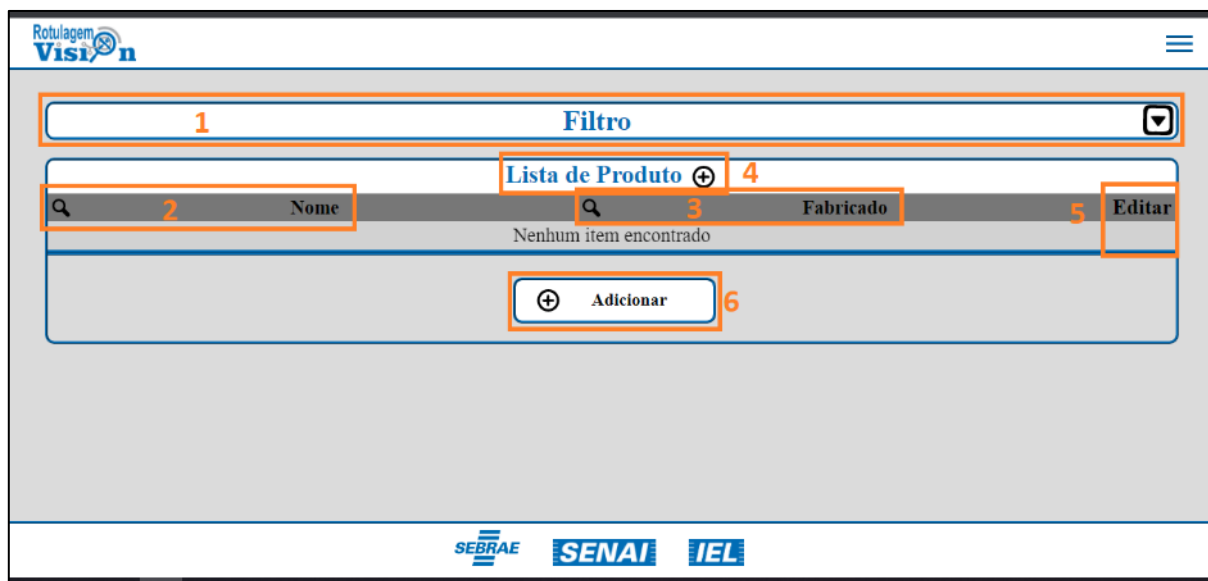 Rotulagem
Visi n
1 Filtro
Lista de Produto 4
2 Nome 3 Fabricado 5 Editar
Nenhum item encontrado
Adicionar 6
SEBRAE SENAI IEL